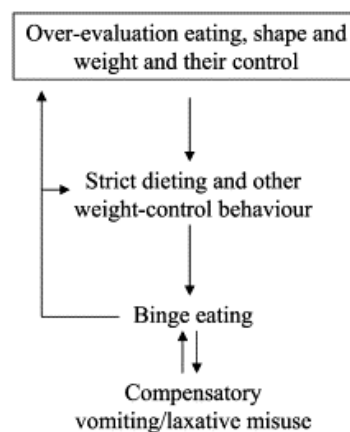 Over-evaluation eating, shape and
weight and their control
Strict dieting and other
weight-control behaviour
Binge eating
Compensatory
vomiting/laxative misuse